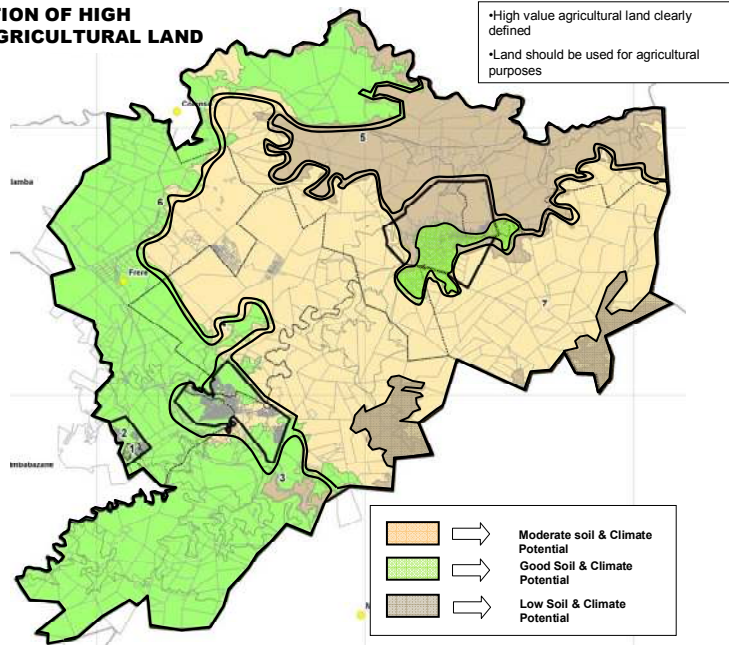 TION OF HIGH
GRICULTURAL LAND
•High value agricultural land clearly
defined
•Land should be used for agricultural
purposes
5
lamba
6
Frere
7
2
1
3
Moderate soil & Climate
Potential
Good Soil & Climate
Potential
Low Soil & Climate
Potential
M